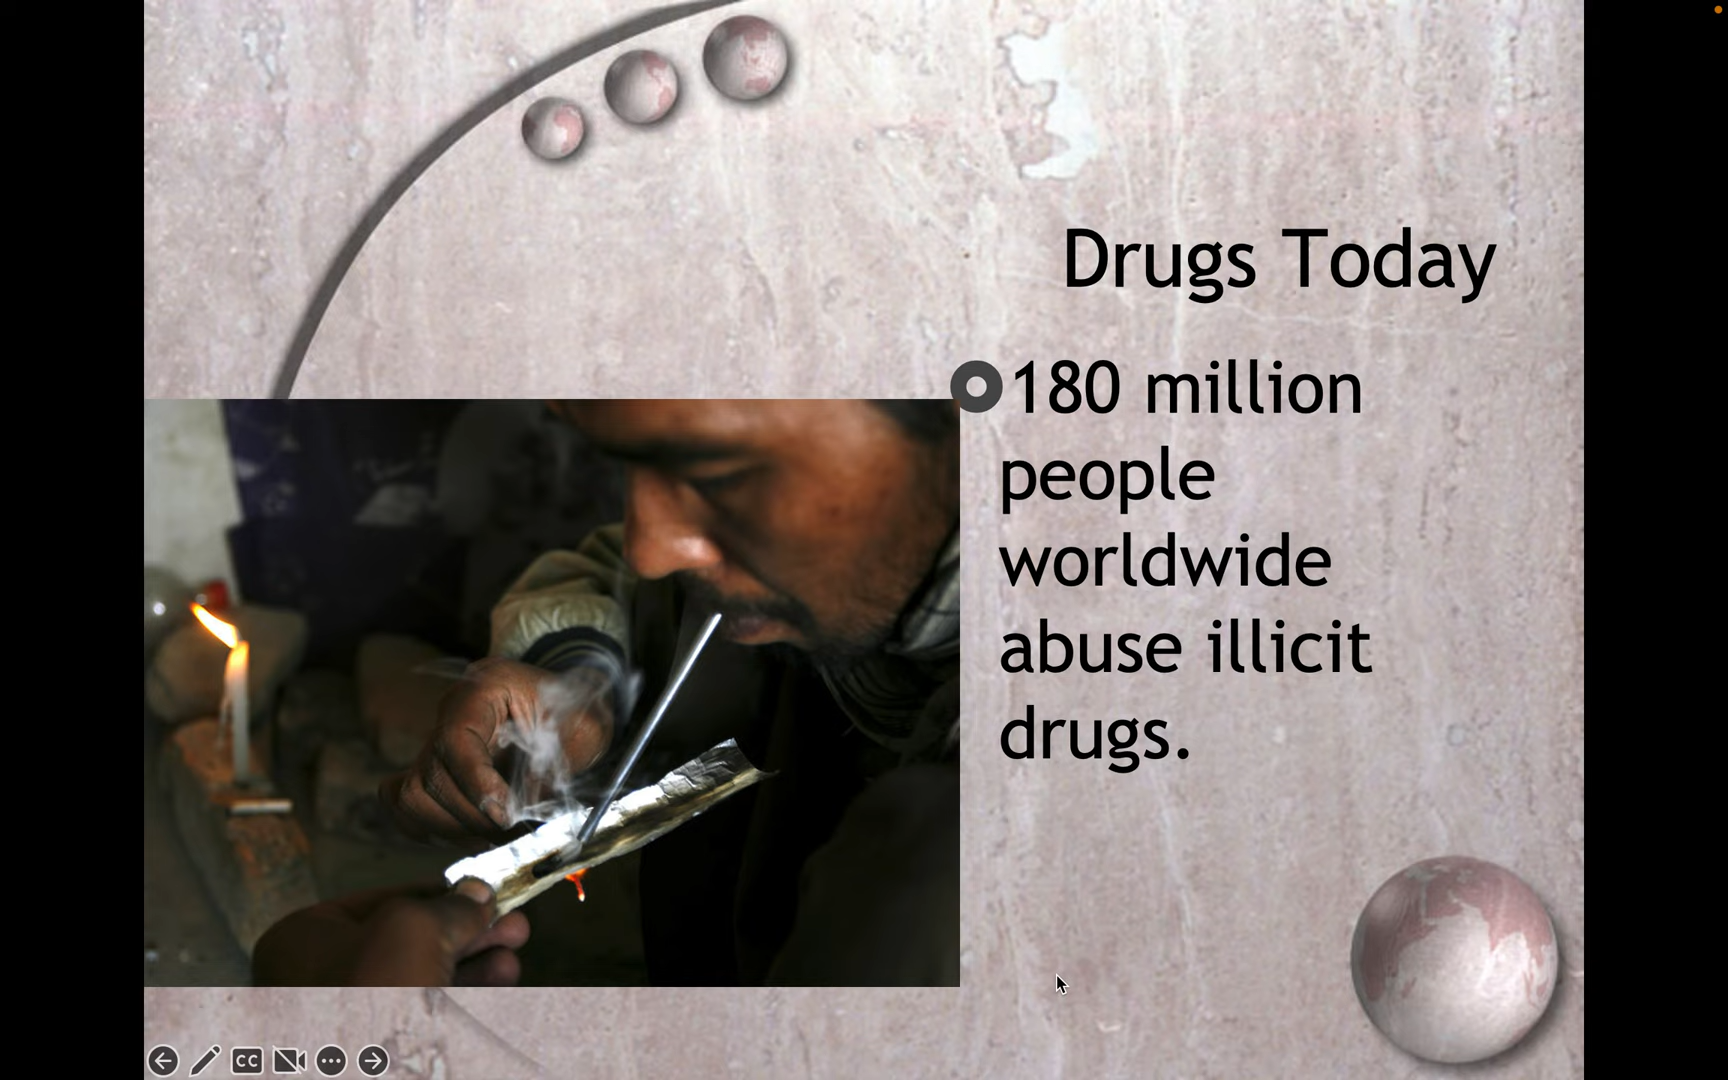 Drugs Today
180 million
people
worldwide
abuse illicit
drugs.
CC